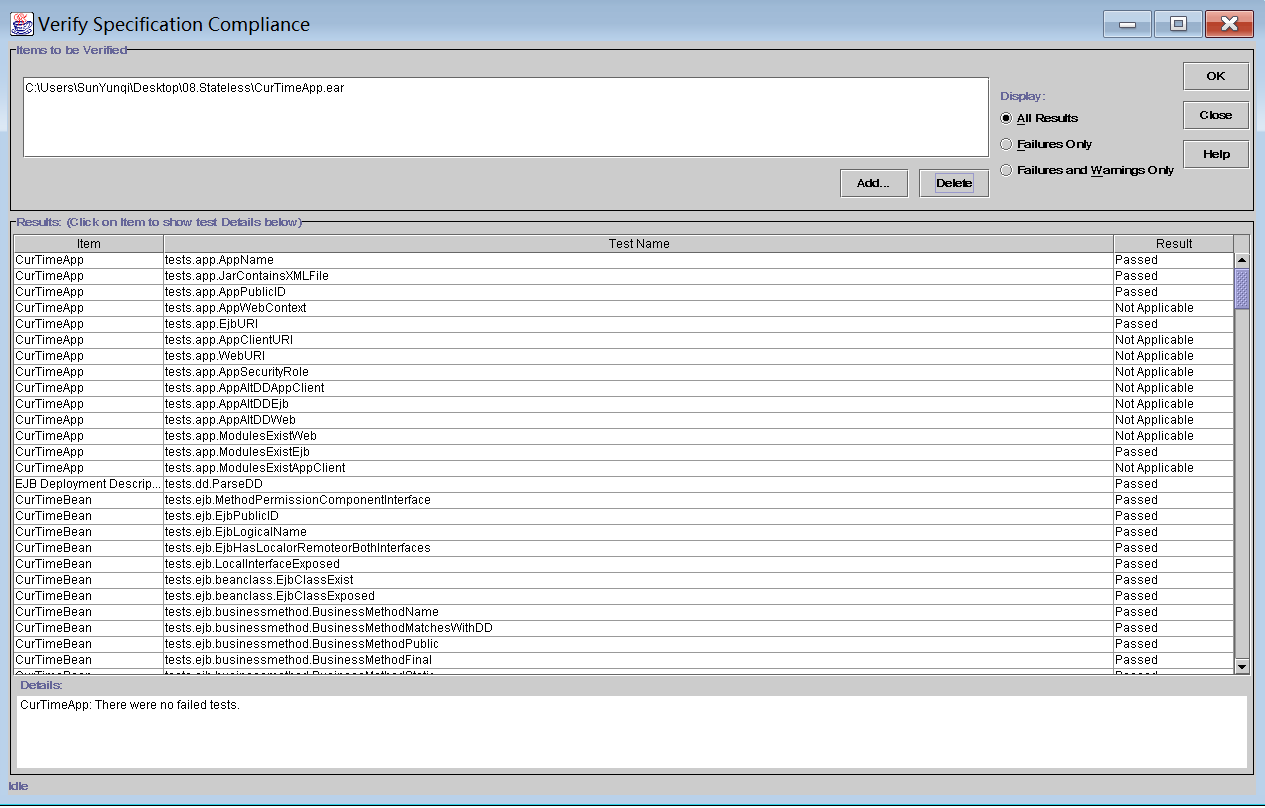 Verify Specification Compliance
Items to be Verified
C:\Users\SunYunqi\Desktop\08.Stateless\CurTimeApp.ear
Display:
All Results
Failures Only
Failures and Warnings Only
OK
Close
Help
Add...
Delete
Results: (Click on Item to show test Details below)
Item Test Name Result
CurTimeApp tests.app.AppName Passed
CurTimeApp tests.app.JarContainsXMLFile Passed
CurTimeApp tests.app.AppPublicID Passed
CurTimeApp tests.app.AppWebContext Not Applicable
CurTimeApp tests.app.EjbURI Passed
CurTimeApp tests.app.AppClientURI Not Applicable
CurTimeApp tests.app.WebURI Not Applicable
CurTimeApp tests.app.AppSecurityRole Not Applicable
CurTimeApp tests.app.AppAltDDAppClient Not Applicable
CurTimeApp tests.app.AppAltDDEjb Not Applicable
CurTimeApp tests.app.AppAltDDWeb Not Applicable
CurTimeApp tests.app.ModulesExistWeb Not Applicable
CurTimeApp tests.app.ModulesExistEjb Passed
CurTimeApp tests.app.ModulesExistAppClient Not Applicable
EJB Deployment Descrip... tests.dd.ParseDD Passed
CurTimeBean tests.ejb.MethodPermissionComponentInterface Passed
CurTimeBean tests.ejb.EjbPublicID Passed
CurTimeBean tests.ejb.EjbLogicalName Passed
CurTimeBean tests.ejb.EjbHasLocalorRemoteorBothInterfaces Passed
CurTimeBean tests.ejb.LocalInterfaceExposed Passed
CurTimeBean tests.ejb.beanclass.EjbClassExist Passed
CurTimeBean tests.ejb.beanclass.EjbClassExposed Passed
CurTimeBean tests.ejb.businessmethod.BusinessMethodName Passed
CurTimeBean tests.ejb.businessmethod.BusinessMethodMatchesWithDD Passed
CurTimeBean tests.ejb.businessmethod.BusinessMethodPublic Passed
CurTimeBean tests.ejb.businessmethod.BusinessMethodFinal Passed
CurTimeBean tests.ejb.businessmethod.BusinessMethodStatic Passed
Details:
CurTimeApp: There were no failed tests.
Idle